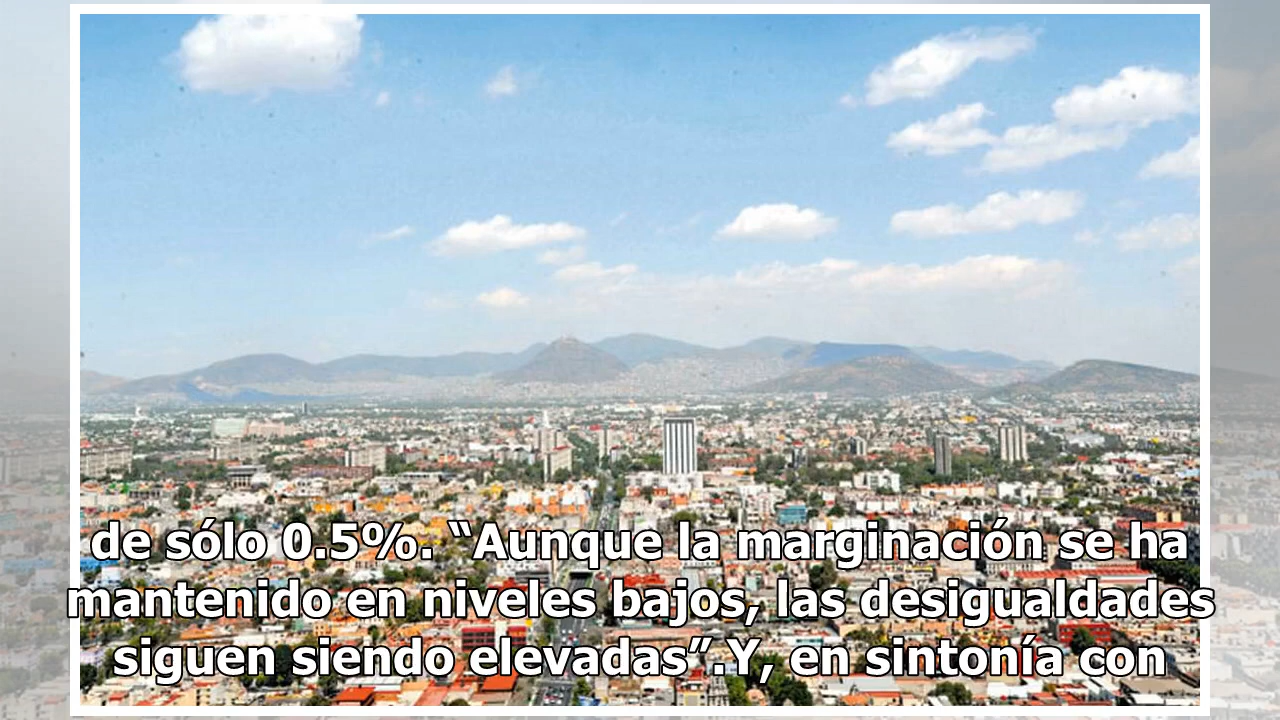 de sólo 0.5%. “Aunque la marginación se ha
mantenido en niveles bajos, las desigualdades
siguen siendo elevadas”.Y, en sintonía con